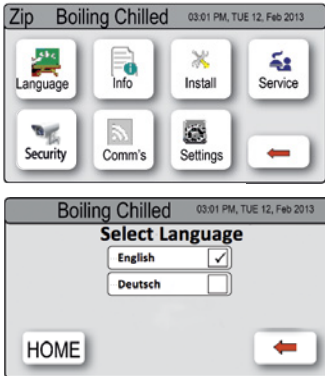 Zip Boiling Chilled 03:01 PM, TUE 12, Feb 2013
Language Info Install Service
Security Comm's Settings
Boiling Chilled 03:01 PM, TUE 12, Feb 2013
Select Language
English
Deutsch
HOME